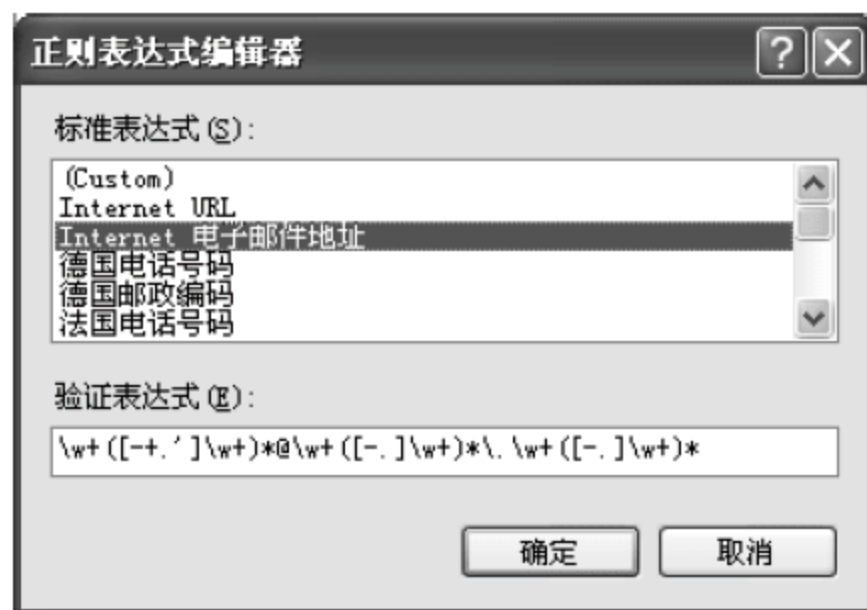 正则表达式编辑器
标准表达式(S):
(Custom)
Internet URL
Internet 电子邮件地址
德国电话号码
德国邮政编码
法国电话号码
验证表达式(E):
\w+([-+.']\w+)*@\w+([-.]\w+)*\.\w+([-.]\w+)*
确定
取消